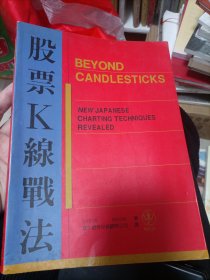 股票K線戰法
BEYOND
CANDLESTICKS
NEW JAPANESE
CHARTING TECHNIQUES
REVEALED